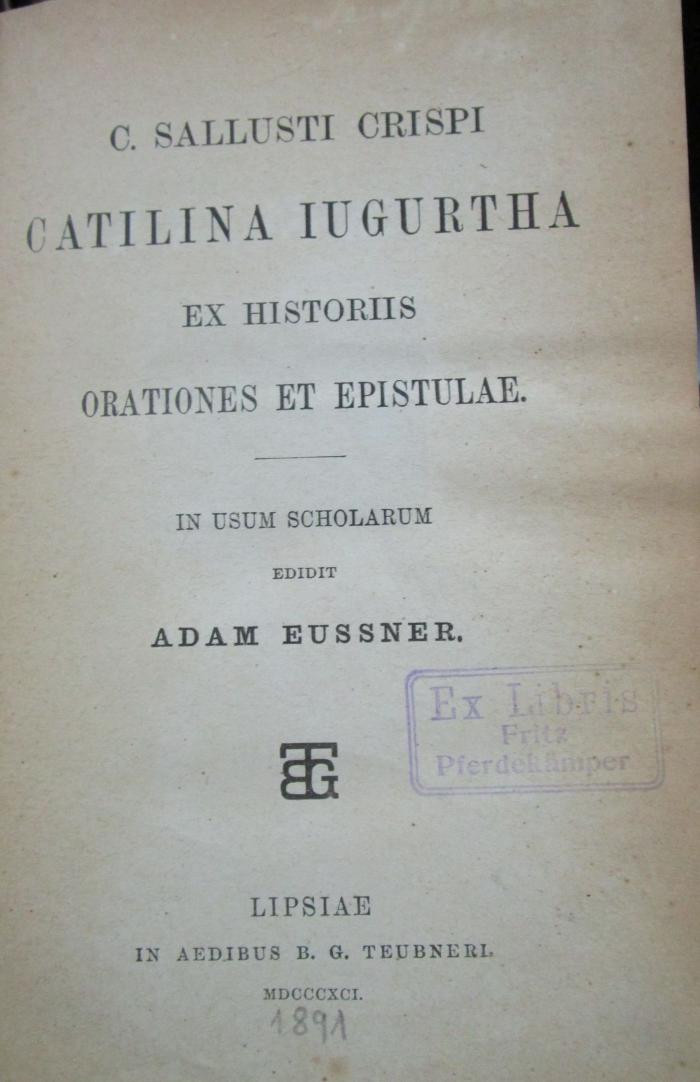 C. SALLUSTI CRISPI
CATILINA IUGURTHA
EX HISTORIIS
ORATIONES ET EPISTULAE.
IN USUM SCHOLARUM
EDIDIT
ADAM EUSSNER.
Ex Libris
Fritz
Pferdekämper
BTG
LIPSIAE
IN AEDIBUS B. G. TEUBNERI.
MDCCCXCI.
1891